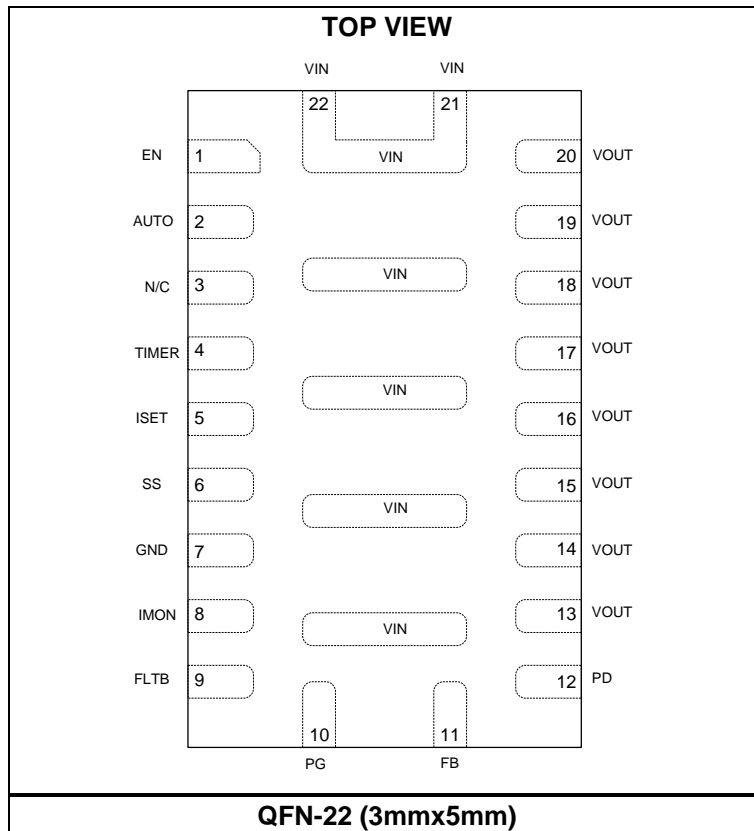 TOP VIEW
VIN VIN
22 21
EN 1 VIN 20 VOUT
AUTO 2 19 VOUT
N/C 3 VIN 18 VOUT
TIMER 4 17 VOUT
VIN
ISET 5 16 VOUT
SS 6 15 VOUT
VIN
GND 7 14 VOUT
IMON 8 13 VOUT
VIN
FLTB 9 12 PD
10 11
PG FB
QFN-22 (3mmx5mm)